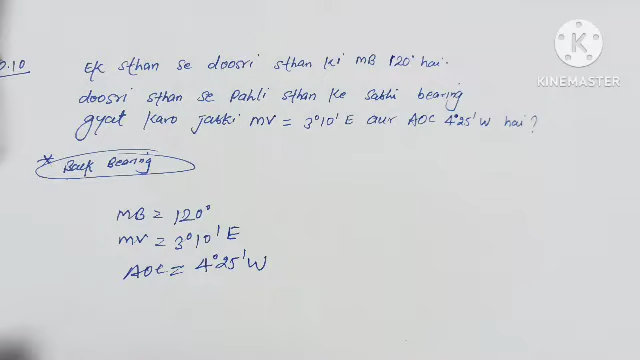 Q.10
Ek sthan se doosri sthan ki MB 120° hai.
KINEMASTER
doosri sthan se Pahli sthan ke sabhi bearing
gyat karo jabki MV = 3°10' E aur AOC 4°25' W hai?
* Back Bearing
MB = 120°
MV = 3°10' E
AOC = 4°25' W